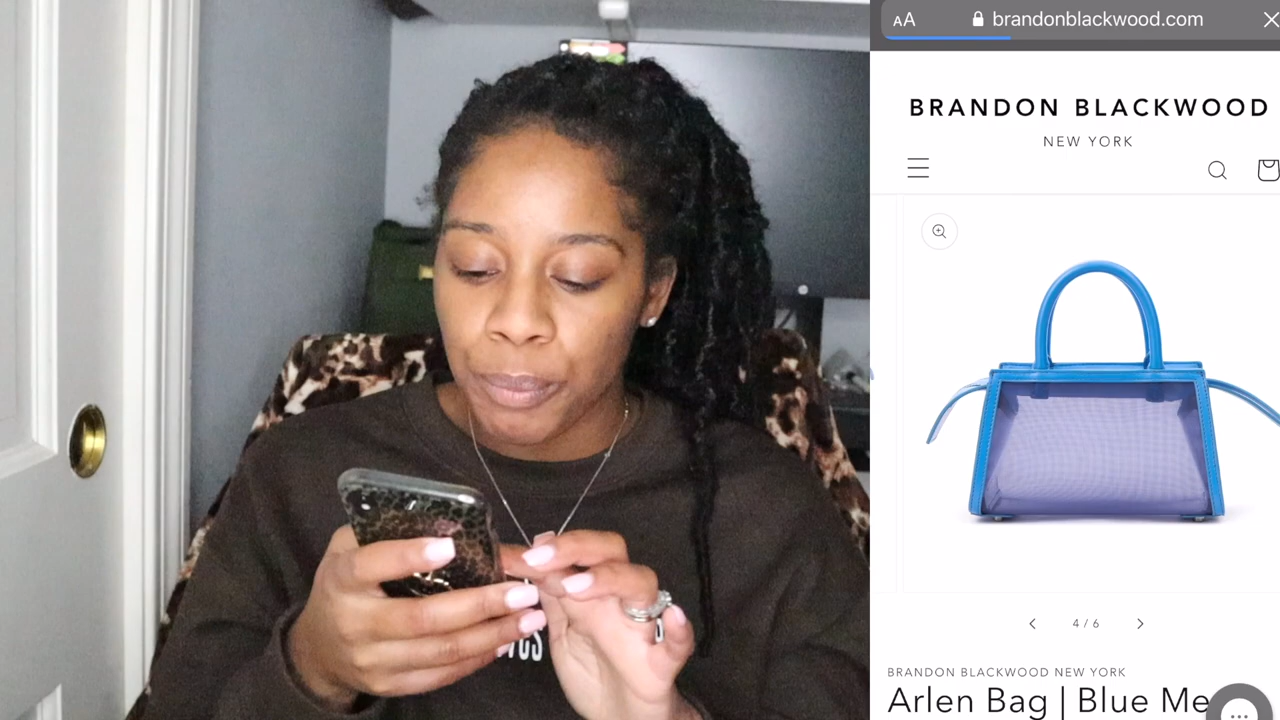 AA brandonblackwood.com
BRANDON BLACKWOOD
NEW YORK
4 / 6
BRANDON BLACKWOOD NEW YORK
Arlen Bag | Blue Me